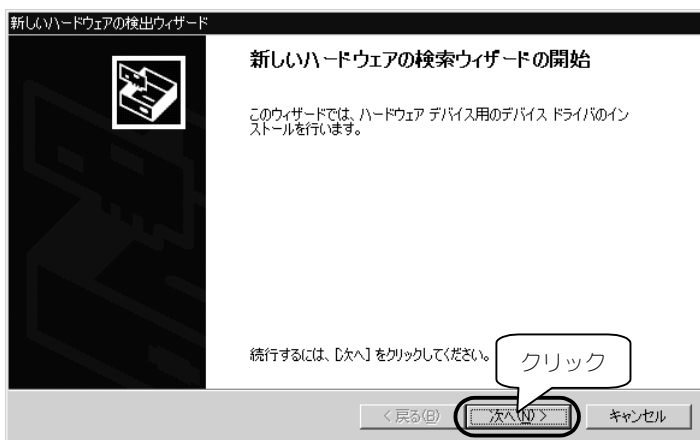 新しいハードウェアの検出ウィザード
新しいハードウェアの検索ウィザードの開始
このウィザードでは、ハードウェア デバイス用のデバイス ドライバのイン
ストールを行います。
続行するには、[次へ] をクリックしてください。
クリック
< 戻る(B)
次へ(N) >
キャンセル